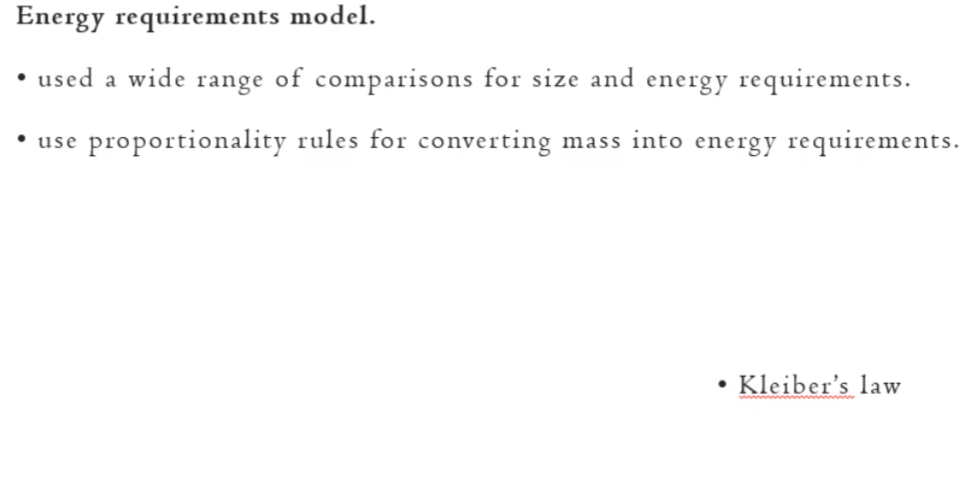 Energy requirements model.
• used a wide range of comparisons for size and energy requirements.
• use proportionality rules for converting mass into energy requirements.
• Kleiber’s law